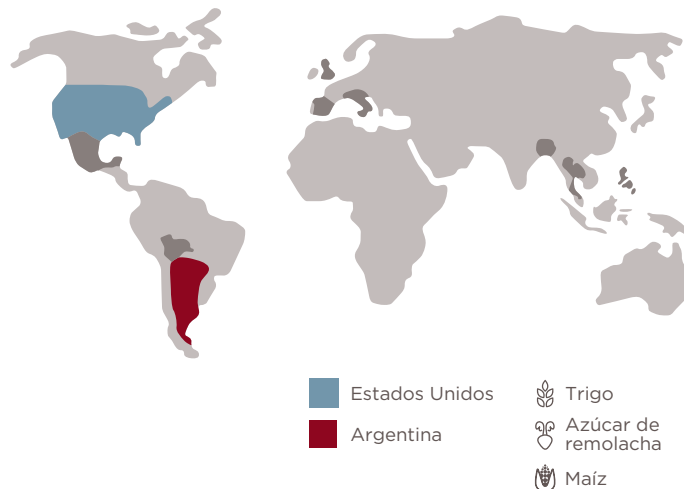 Estados Unidos
Argentina
Trigo
Azúcar de
remolacha
Maíz